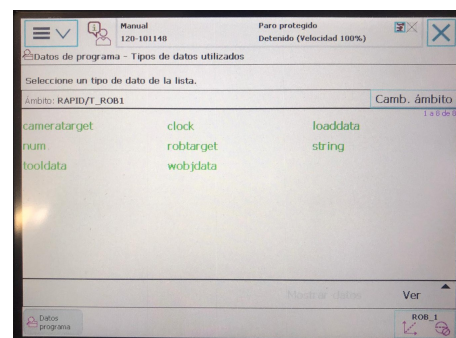 Manual
120-101148
Paro protegido
Detenido (Velocidad 100%)
Datos de programa - Tipos de datos utilizados
Seleccione un tipo de dato de la lista.
Ámbito: RAPID/T_ROB1
Camb. ámbito
1 a 8 de 8
cameratarget clock loaddata
num robtarget string
tooldata wobjdata
Mostrar datos Ver
Datos programa
ROB_1